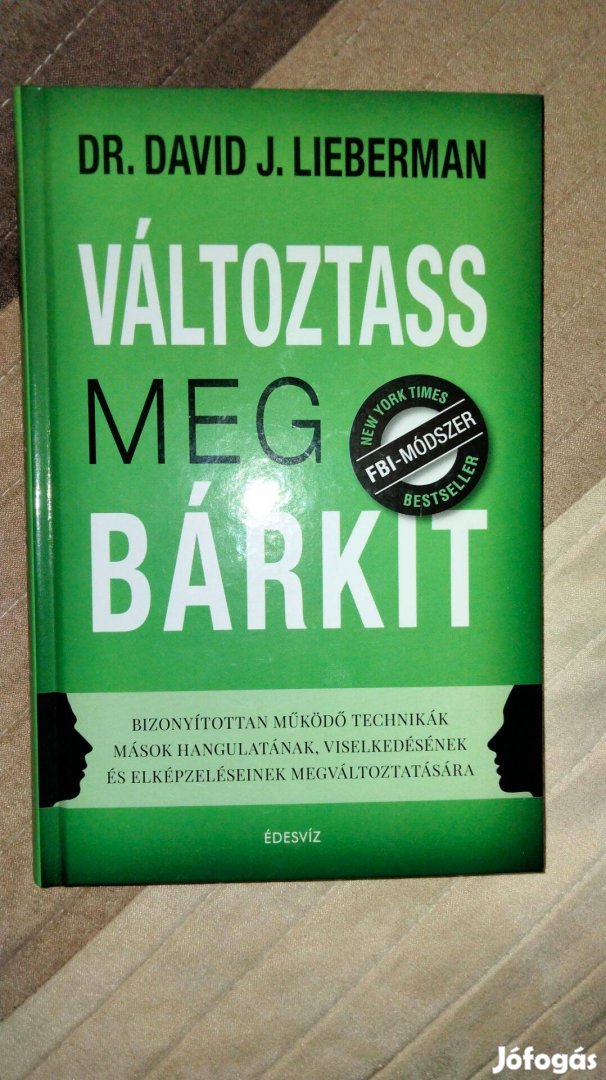 DR. DAVID J. LIEBERMAN
VÁLTOZTASS
MEG
NEW YORK TIMES
FBI-MÓDSZER
BESTSELLER
BÁRKIT
BIZONYÍTOTTAN MŰKÖDŐ TECHNIKÁK
MÁSOK HANGULATÁNAK, VISELKEDÉSÉNEK
ÉS ELKÉPZELÉSEINEK MEGVÁLTOZTATÁSÁRA
ÉDESVÍZ
Jófogás